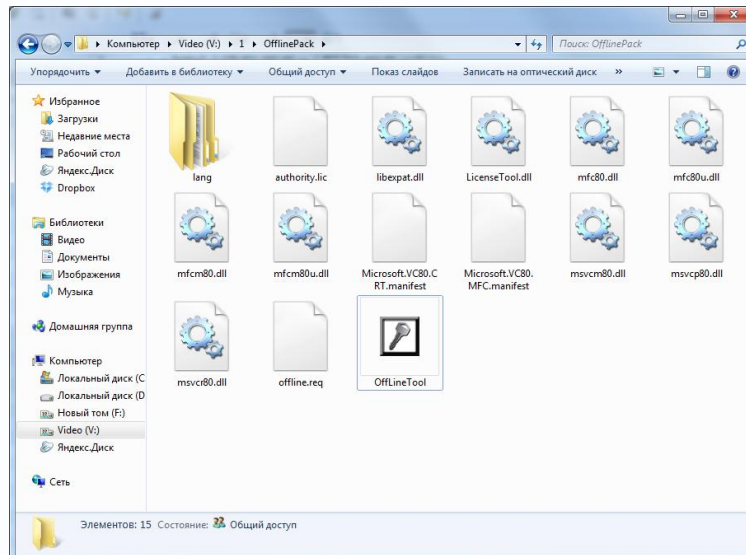 Компьютер ▸ Video (V:) ▸ 1 ▸ OfflinePack ▸
Поиск: OfflinePack
Упорядочить ▾ Добавить в библиотеку ▾ Общий доступ ▾ Показ слайдов Записать на оптический диск »
Избранное
Загрузки
Недавние места
Рабочий стол
Яндекс.Диск
Dropbox
Библиотеки
Видео
Документы
Изображения
Музыка
Домашняя группа
Компьютер
Локальный диск (C
Локальный диск (D
Новый том (F:)
Video (V:)
Яндекс.Диск
Сеть
lang
authority.lic
libexpat.dll
LicenseTool.dll
mfc80.dll
mfc80u.dll
mfcm80.dll
mfcm80u.dll
Microsoft.VC80.C
RT.manifest
Microsoft.VC80.
MFC.manifest
msvcm80.dll
msvcp80.dll
msvcr80.dll
offline.req
OffLineTool
Элементов: 15 Состояние: Общий доступ